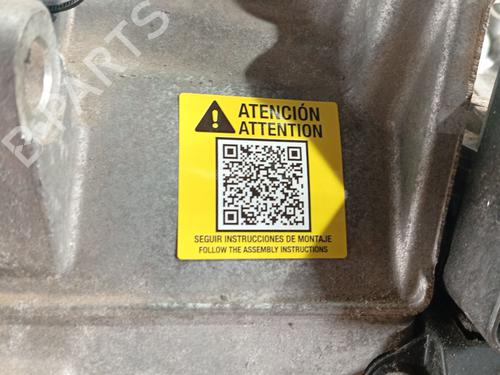 B-PARTS
ATENCIÓN
ATTENTION
SEGUIR INSTRUCCIONES DE MONTAJE
FOLLOW THE ASSEMBLY INSTRUCTIONS